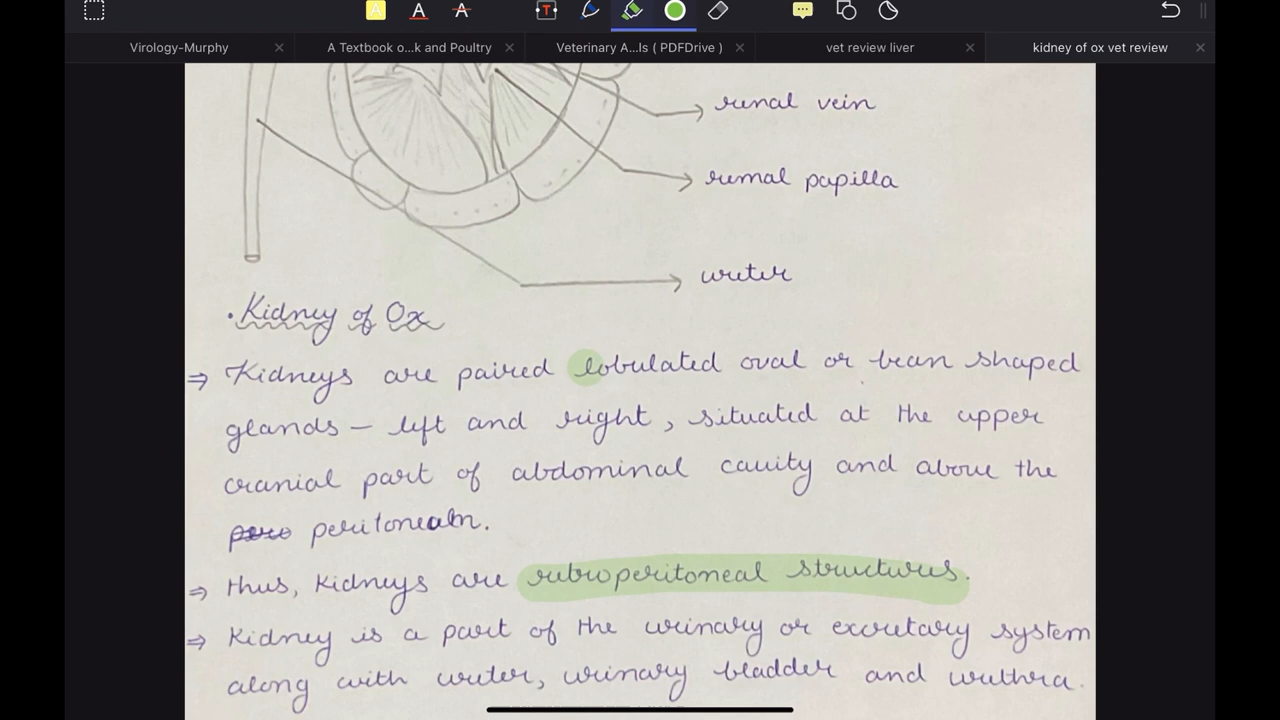 Virology-Murphy
A Textbook o...k and Poultry
Veterinary A...ls ( PDFDrive )
vet review liver
kidney of ox vet review
renal vein
renal papilla
ureter
• Kidney of Ox
⇒ Kidneys are paired lobulated oval or bean shaped
glands — left and right, situated at the upper
cranial part of abdominal cavity and above the
pero peritoneum.
⇒ thus, kidneys are retroperitoneal structures.
⇒ Kidney is a part of the urinary or excretary system
along with ureter, urinary bladder and urethra.